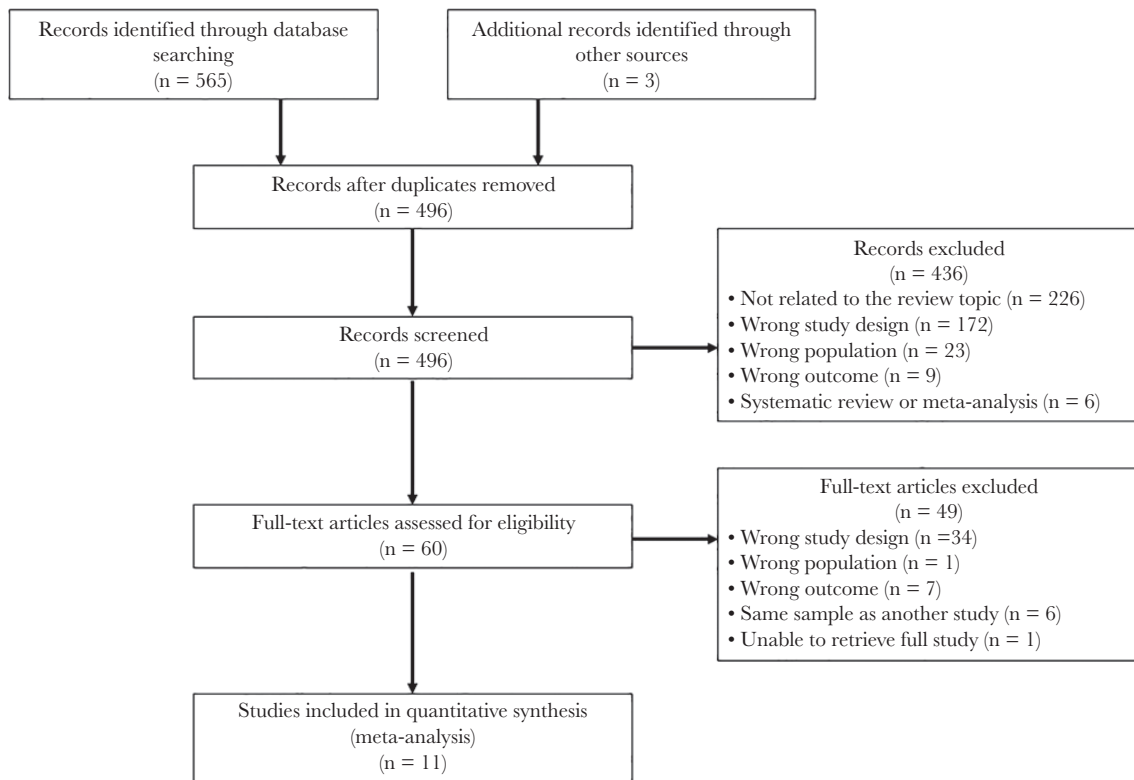 Records identified through database
searching
(n = 565)
Additional records identified through
other sources
(n = 3)
Records after duplicates removed
(n = 496)
Records screened
(n = 496)
Records excluded
(n = 436)
• Not related to the review topic (n = 226)
• Wrong study design (n = 172)
• Wrong population (n = 23)
• Wrong outcome (n = 9)
• Systematic review or meta-analysis (n = 6)
Full-text articles assessed for eligibility
(n = 60)
Full-text articles excluded
(n = 49)
• Wrong study design (n =34)
• Wrong population (n = 1)
• Wrong outcome (n = 7)
• Same sample as another study (n = 6)
• Unable to retrieve full study (n = 1)
Studies included in quantitative synthesis
(meta-analysis)
(n = 11)